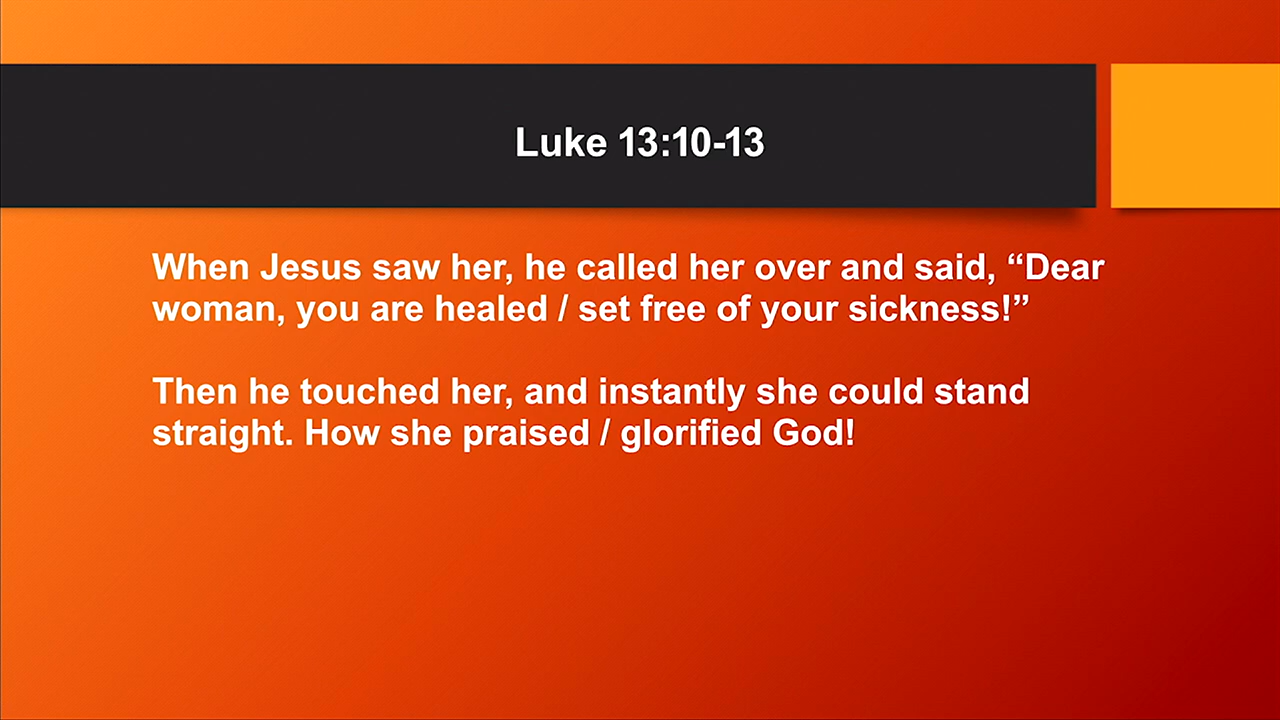 Luke 13:10-13
When Jesus saw her, he called her over and said, “Dear
woman, you are healed / set free of your sickness!”
Then he touched her, and instantly she could stand
straight. How she praised / glorified God!